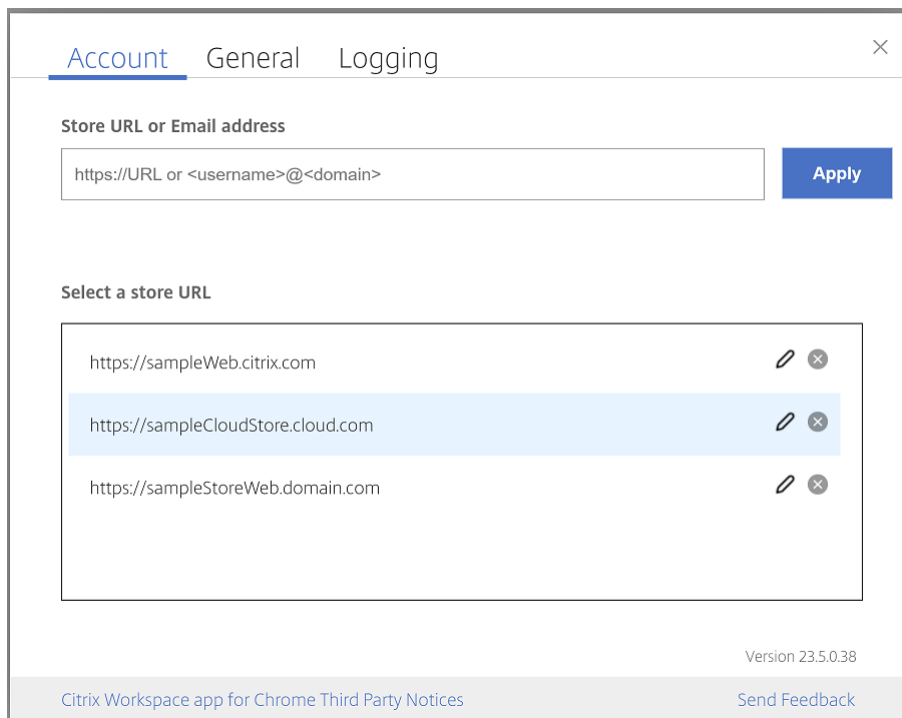 Account General Logging
Store URL or Email address
https://URL or <username>@<domain>
Apply
Select a store URL
https://sampleWeb.citrix.com
https://sampleCloudStore.cloud.com
https://sampleStoreWeb.domain.com
Version 23.5.0.38
Citrix Workspace app for Chrome Third Party Notices
Send Feedback